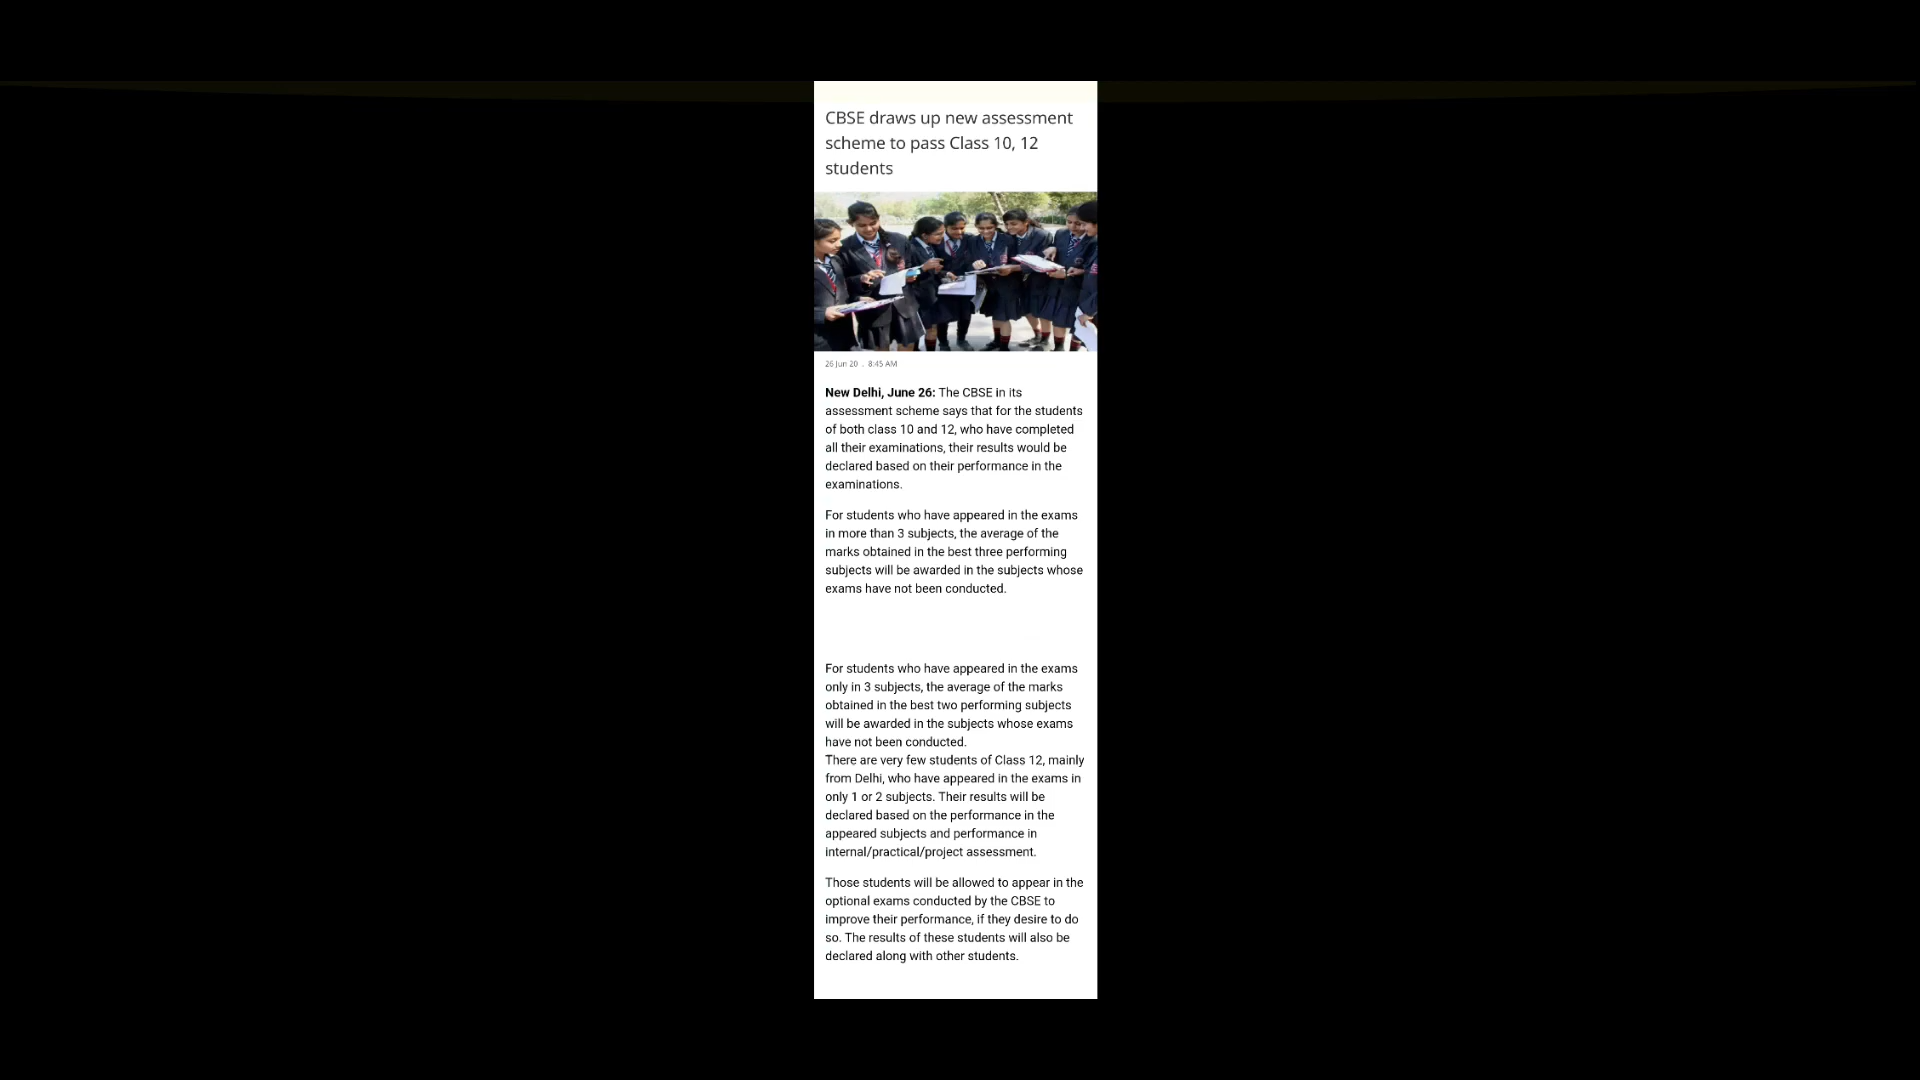 CBSE draws up new assessment
scheme to pass Class 10, 12
students
26 Jun 20 . 8:45 AM
New Delhi, June 26: The CBSE in its
assessment scheme says that for the students
of both class 10 and 12, who have completed
all their examinations, their results would be
declared based on their performance in the
examinations.
For students who have appeared in the exams
in more than 3 subjects, the average of the
marks obtained in the best three performing
subjects will be awarded in the subjects whose
exams have not been conducted.
For students who have appeared in the exams
only in 3 subjects, the average of the marks
obtained in the best two performing subjects
will be awarded in the subjects whose exams
have not been conducted.
There are very few students of Class 12, mainly
from Delhi, who have appeared in the exams in
only 1 or 2 subjects. Their results will be
declared based on the performance in the
appeared subjects and performance in
internal/practical/project assessment.
Those students will be allowed to appear in the
optional exams conducted by the CBSE to
improve their performance, if they desire to do
so. The results of these students will also be
declared along with other students.